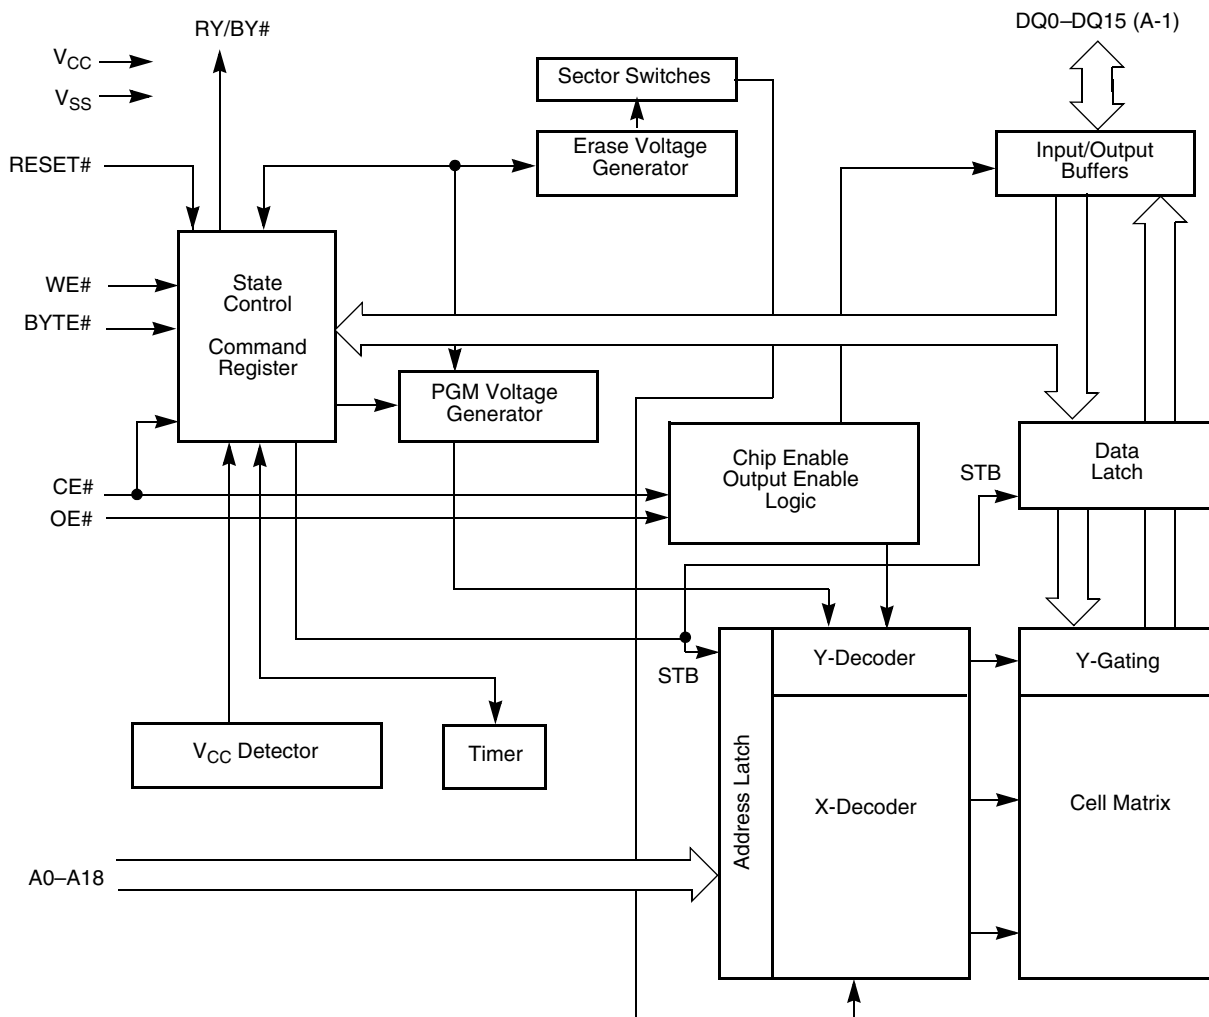 RY/BY#
DQ0–DQ15 (A-1)
VCC
VSS
Sector Switches
Erase Voltage
Generator
Input/Output
Buffers
RESET#
WE#
BYTE#
State
Control
Command
Register
PGM Voltage
Generator
Chip Enable
Output Enable
Logic
STB
Data
Latch
CE#
OE#
STB
Y-Decoder
Y-Gating
VCC Detector
Timer
Address Latch
X-Decoder
Cell Matrix
A0–A18